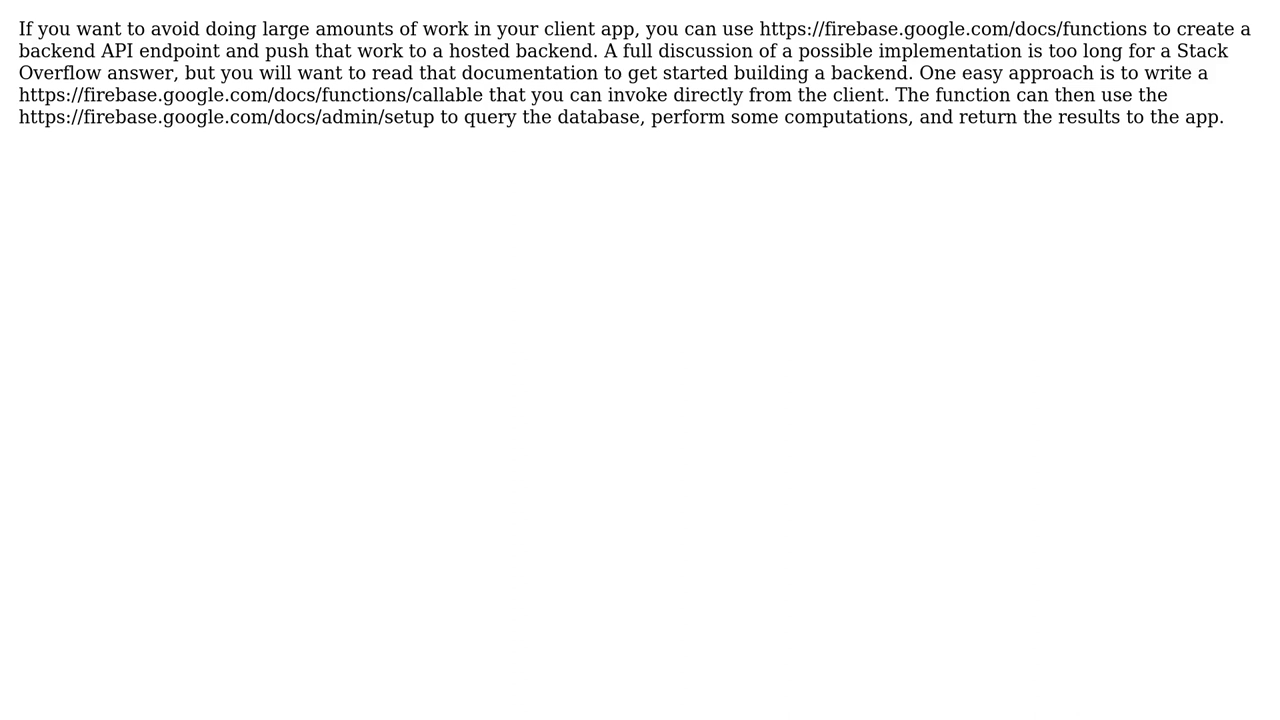 If you want to avoid doing large amounts of work in your client app, you can use https://firebase.google.com/docs/functions to create a
backend API endpoint and push that work to a hosted backend. A full discussion of a possible implementation is too long for a Stack
Overflow answer, but you will want to read that documentation to get started building a backend. One easy approach is to write a
https://firebase.google.com/docs/functions/callable that you can invoke directly from the client. The function can then use the
https://firebase.google.com/docs/admin/setup to query the database, perform some computations, and return the results to the app.